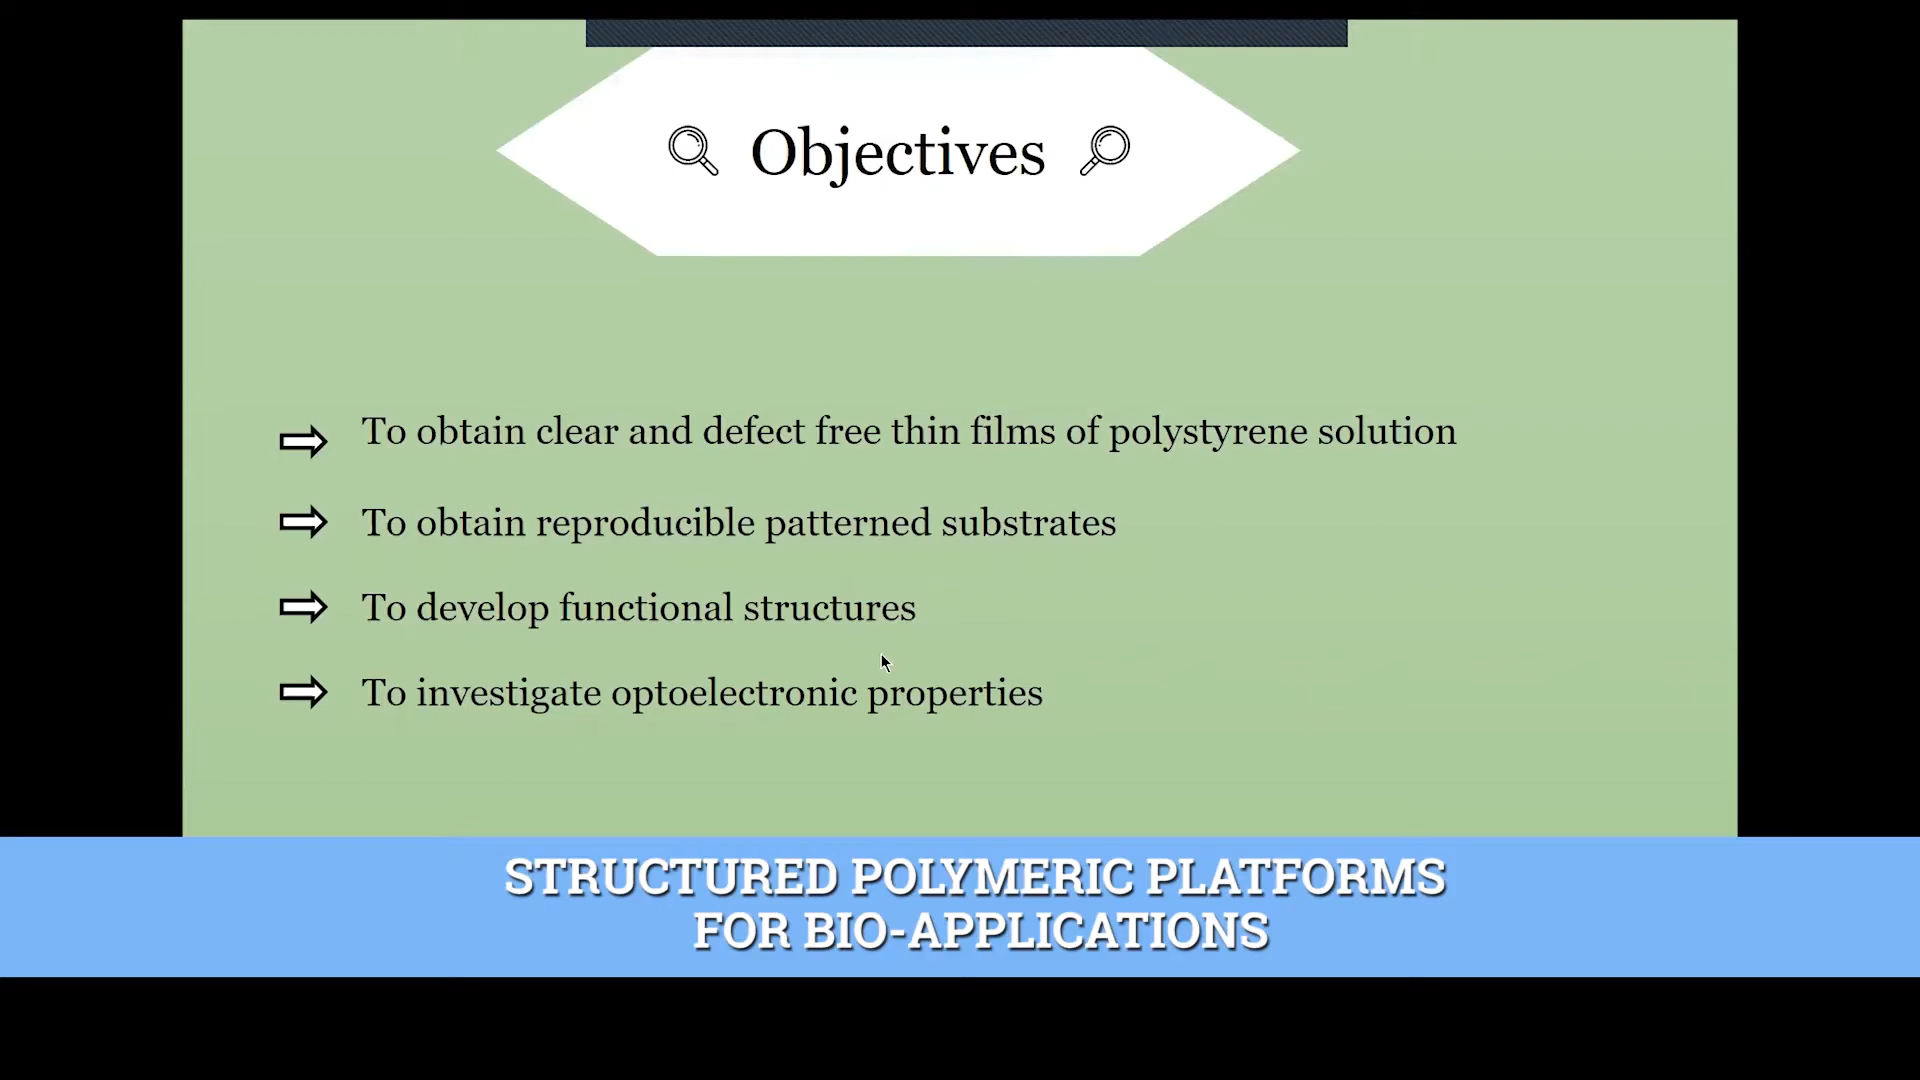 Objectives
To obtain clear and defect free thin films of polystyrene solution
To obtain reproducible patterned substrates
To develop functional structures
To investigate optoelectronic properties
STRUCTURED POLYMERIC PLATFORMS
FOR BIO-APPLICATIONS